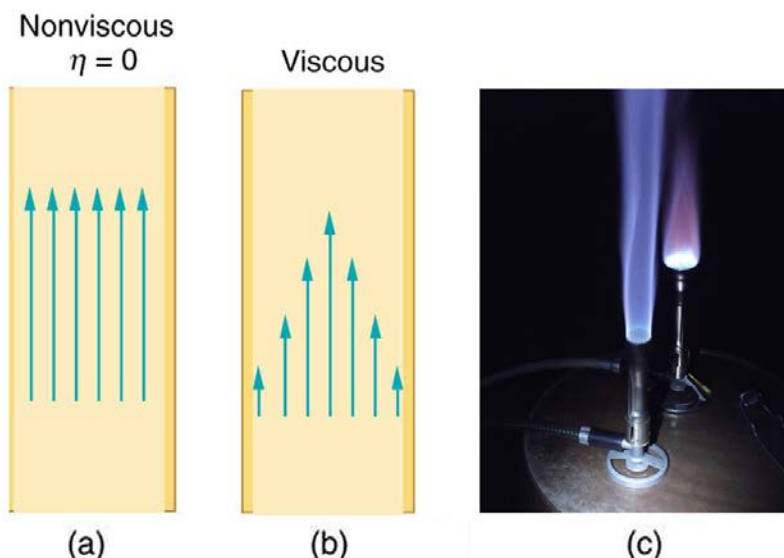 Nonviscous
η = 0
Viscous
(a)
(b)
(c)